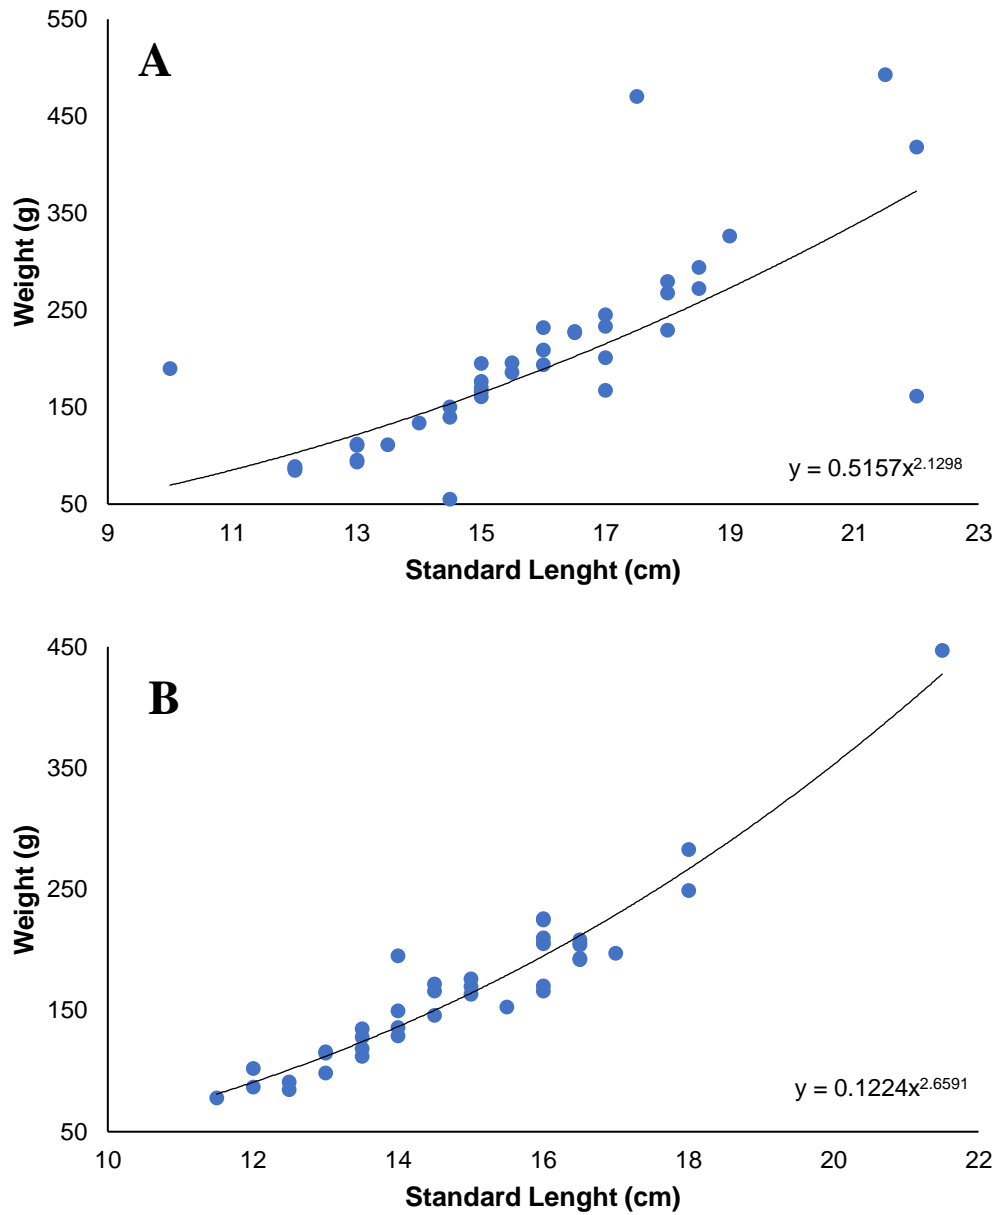 A
550
450
350
250
150
50
Weight (g)
y = 0.5157x^2.1298
9 11 13 15 17 19 21 23
Standard Lenght (cm)
B
450
350
250
150
50
Weight (g)
y = 0.1224x^2.6591
10 12 14 16 18 20 22
Standard Lenght (cm)